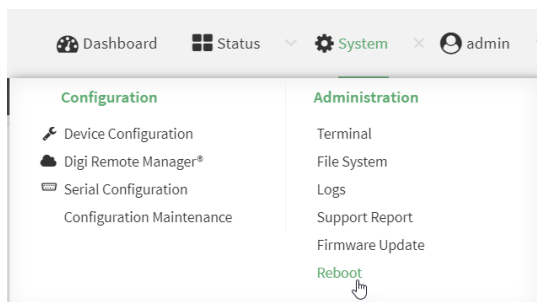 Dashboard Status System admin
Configuration
Device Configuration
Digi Remote Manager®
Serial Configuration
Configuration Maintenance
Administration
Terminal
File System
Logs
Support Report
Firmware Update
Reboot